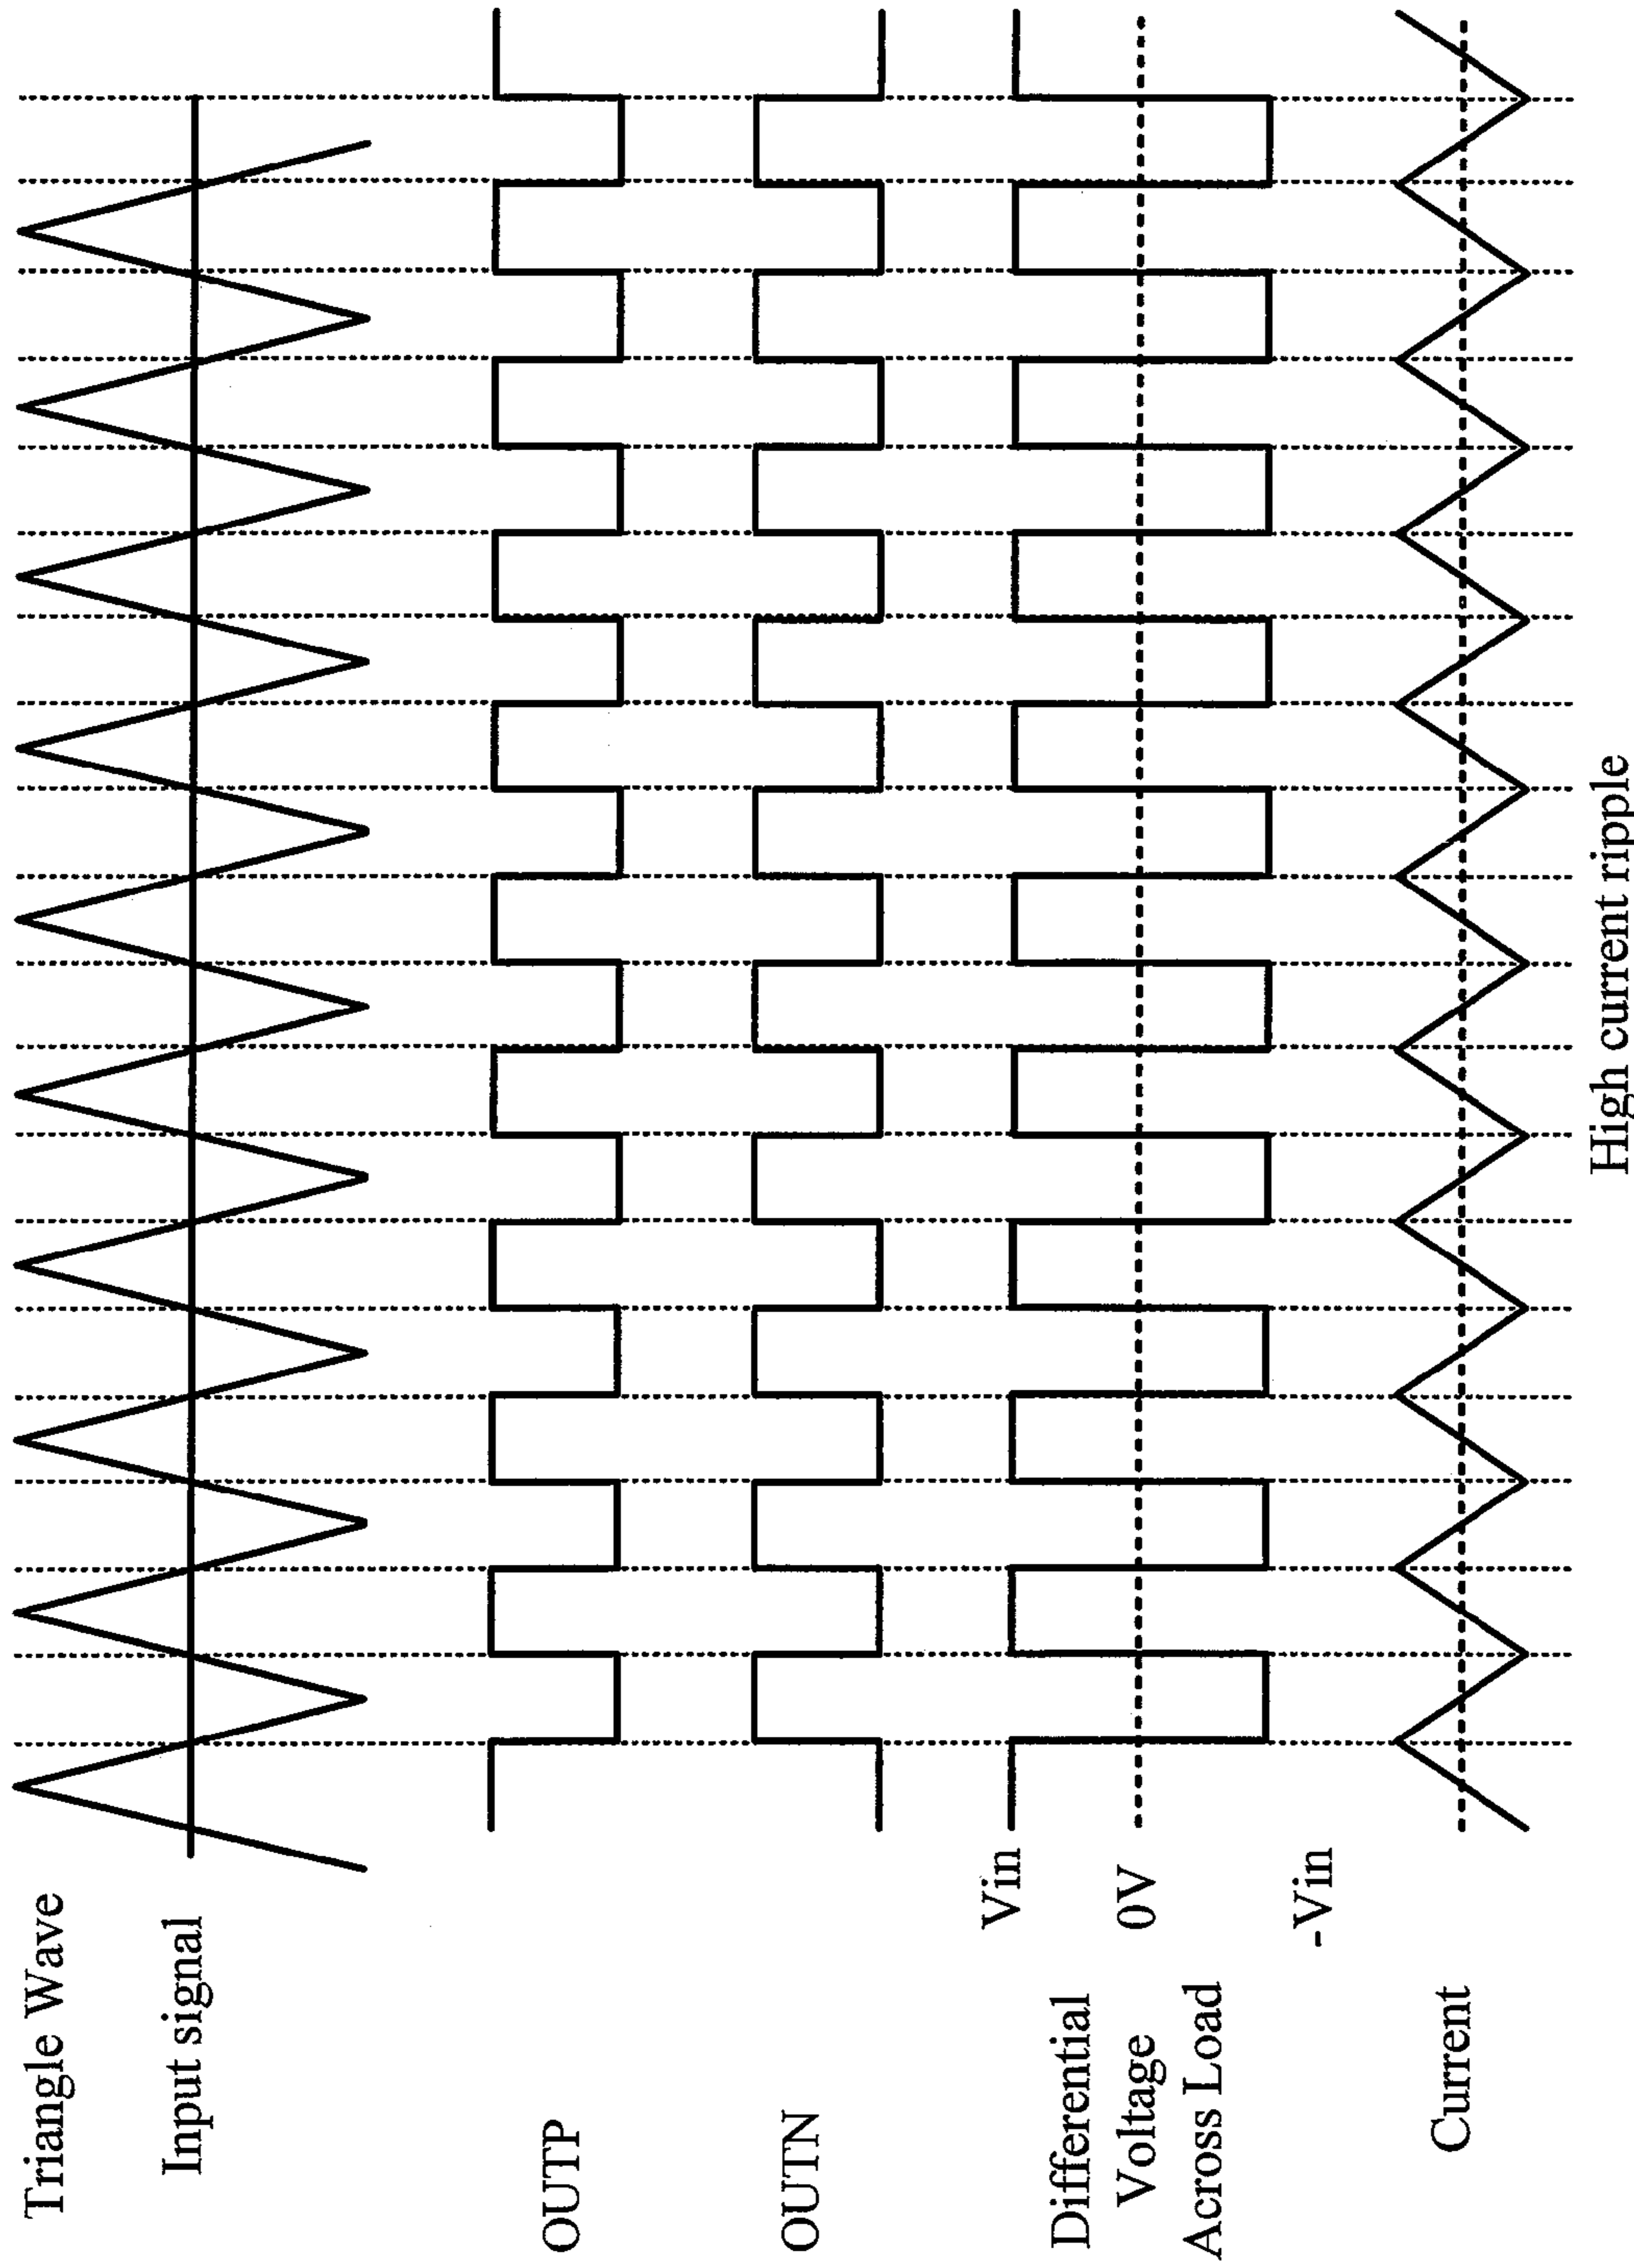 Triangle Wave
Input signal
OUTP
OUTN
Differential
Voltage
Across Load
Vin
0V
-Vin
Current
High current ripple